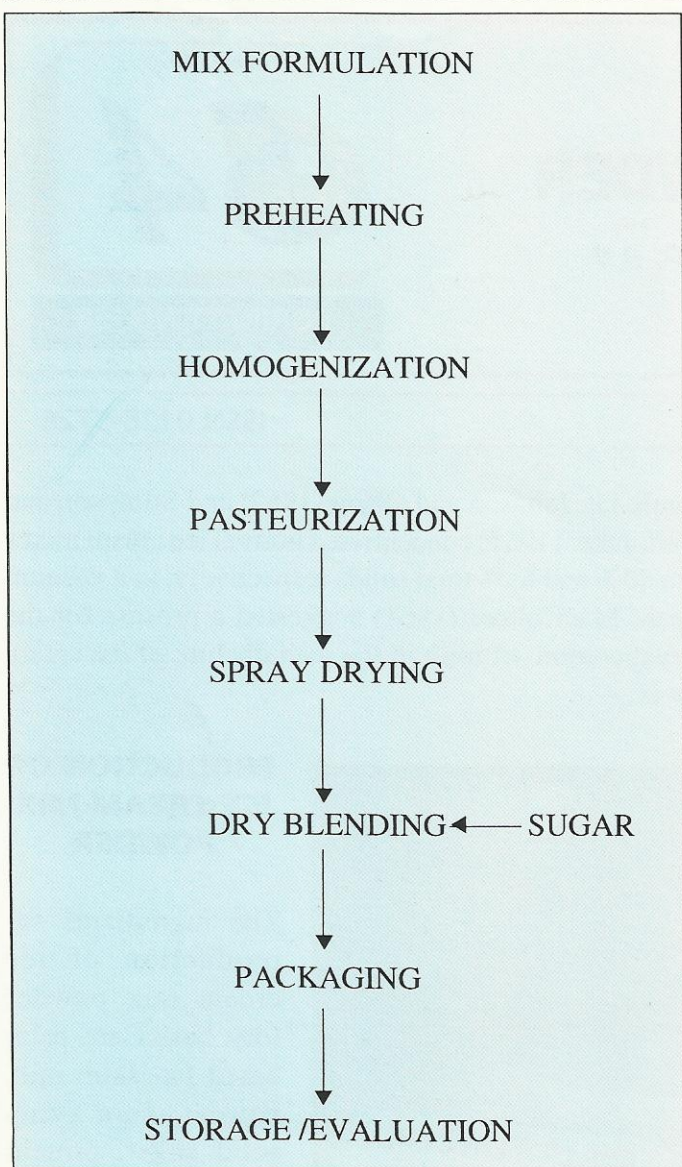 MIX FORMULATION
PREHEATING
HOMOGENIZATION
PASTEURIZATION
SPRAY DRYING
DRY BLENDING SUGAR
PACKAGING
STORAGE /EVALUATION